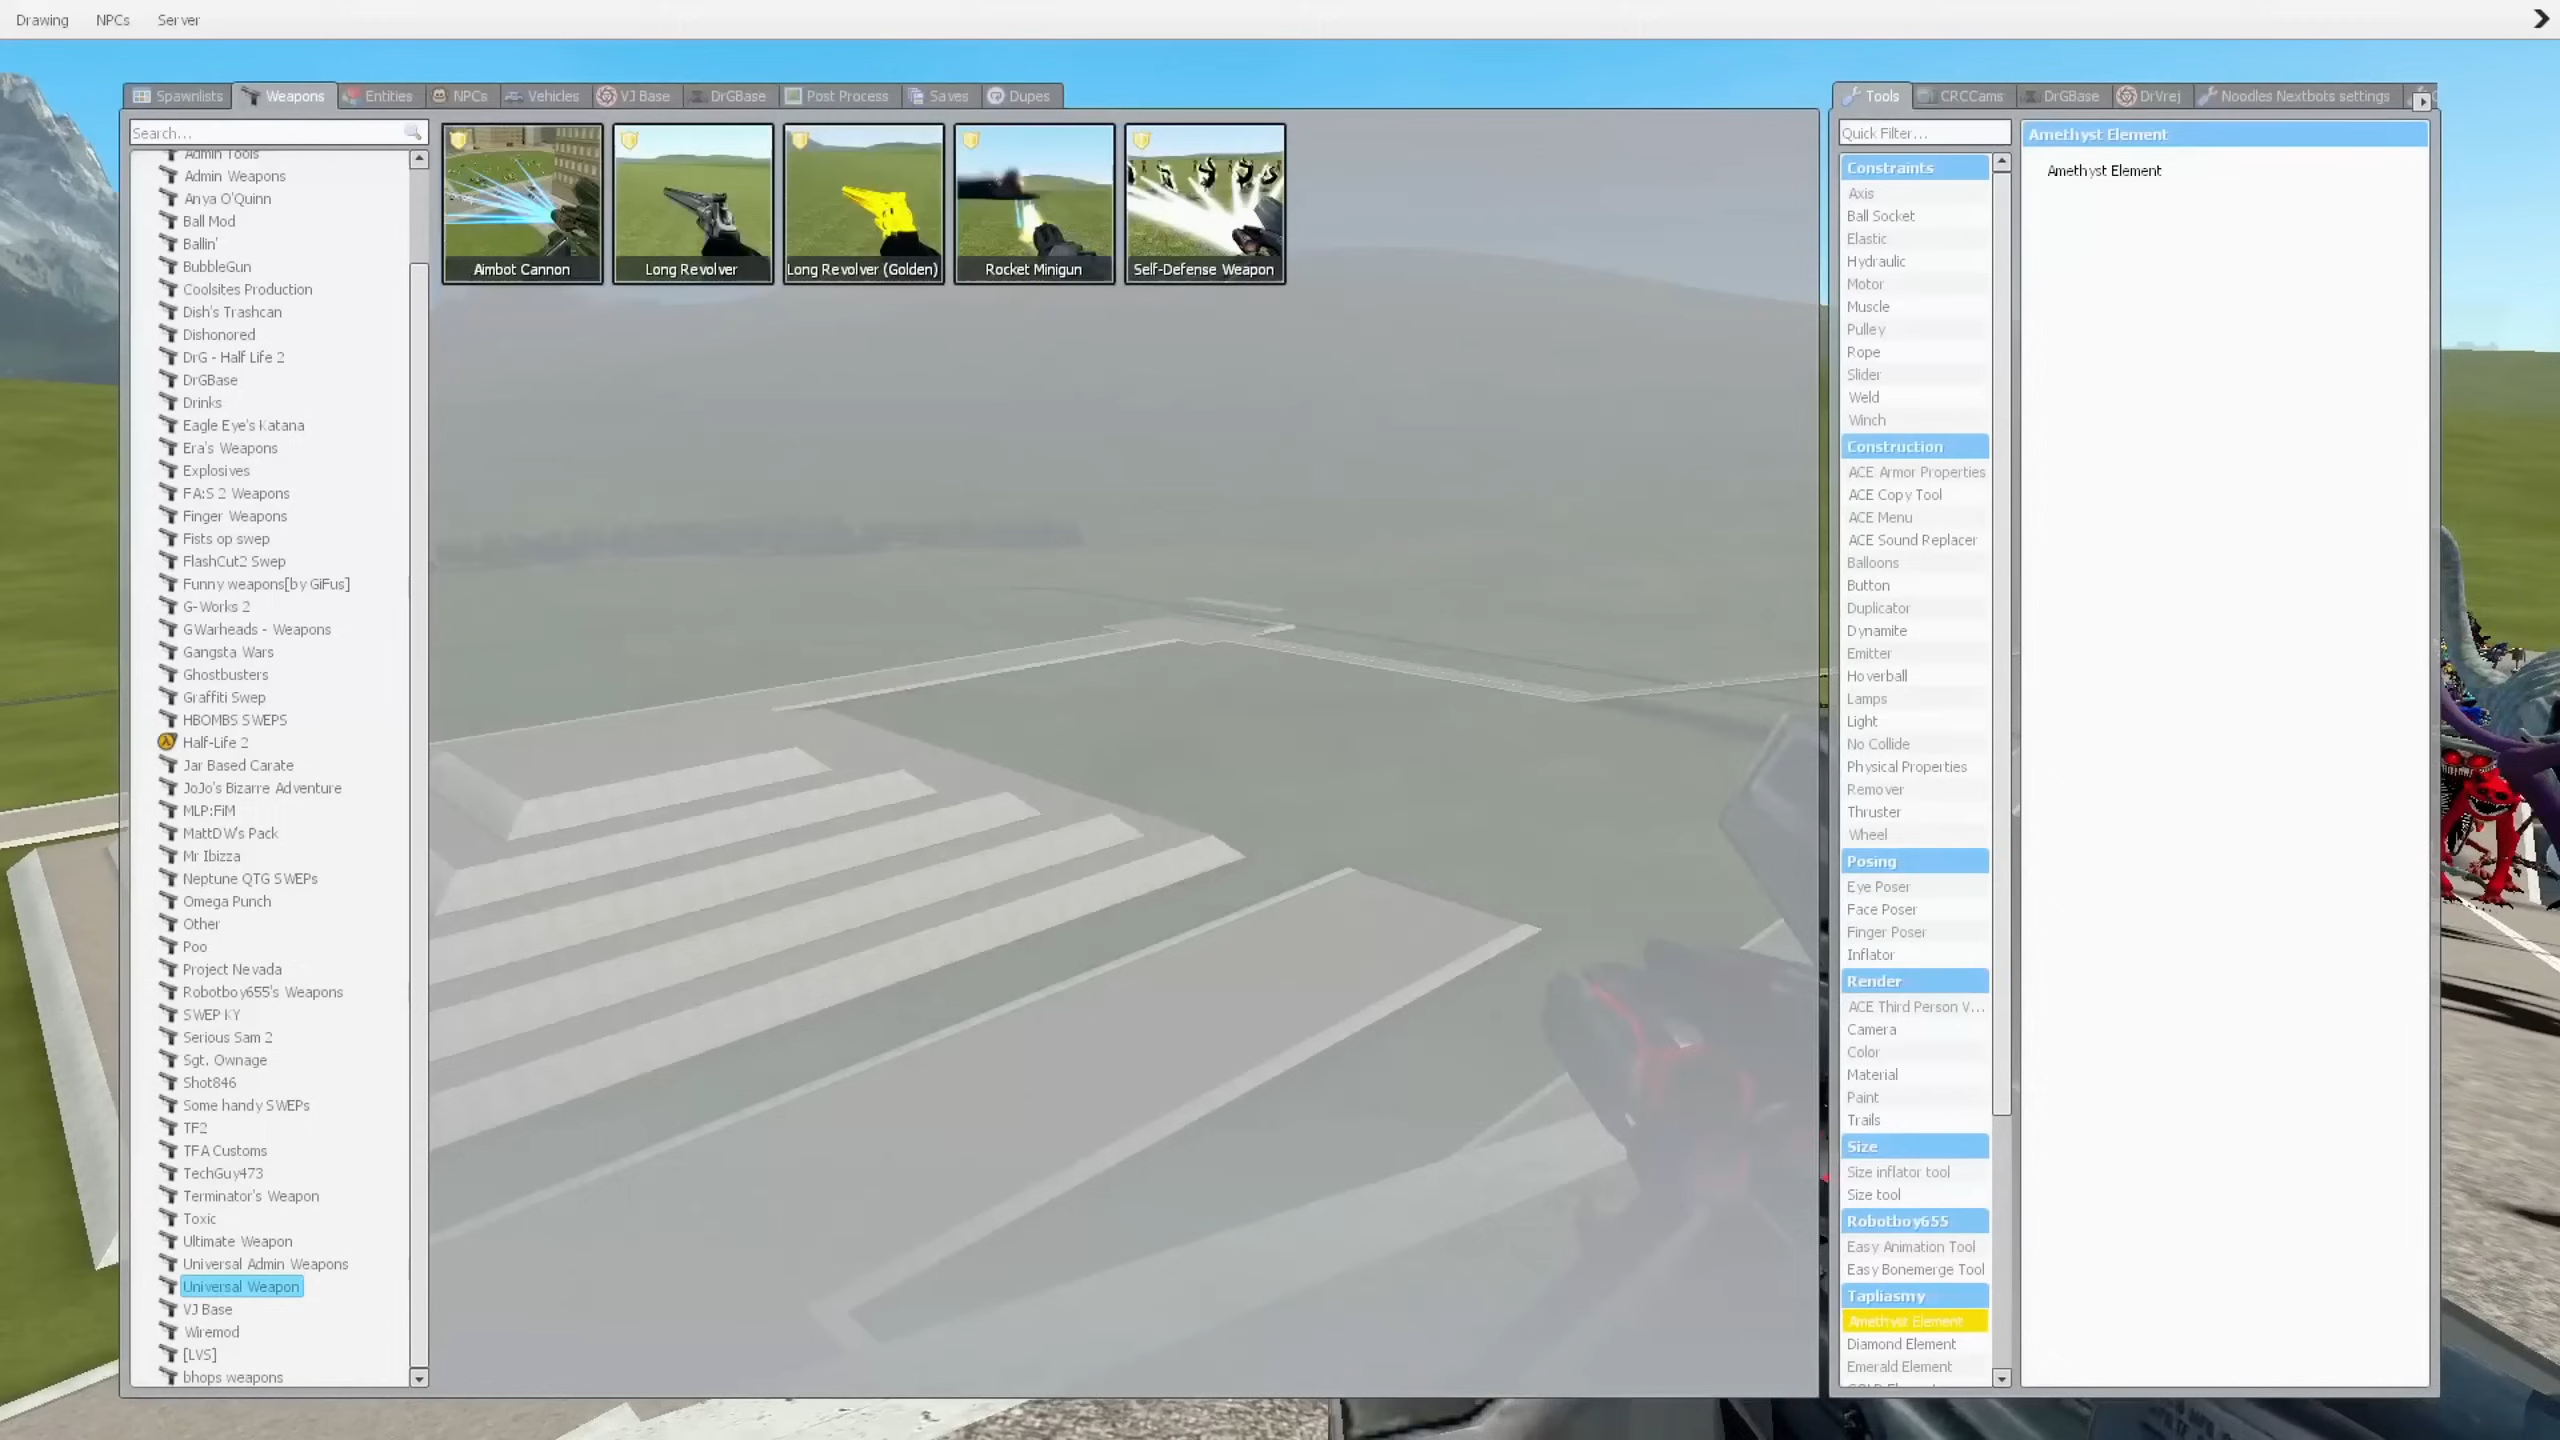 Drawing NPCs Server
Spawnlists Weapons Entities NPCs Vehicles VJ Base DrGBase Post Process Saves Dupes
Search...
Admin Tools
Admin Weapons
Anya O'Quinn
Ball Mod
Ballin'
BubbleGun
Coolsites Production
Dish's Trashcan
Dishonored
DrG - Half Life 2
DrGBase
Drinks
Eagle Eye's Katana
Era's Weapons
Explosives
FA:S 2 Weapons
Finger Weapons
Fists op swep
FlashCut2 Swep
Funny weapons[by GiFus]
G-Works 2
GWarheads - Weapons
Gangsta Wars
Ghostbusters
Graffiti Swep
HBOMBS SWEPS
Half-Life 2
Jar Based Carate
JoJo's Bizarre Adventure
MLP:FiM
MattDW's Pack
Mr Ibizza
Neptune QTG SWEPs
Omega Punch
Other
Poo
Project Nevada
Robotboy655's Weapons
SWEP KY
Serious Sam 2
Sgt. Ownage
Shot846
Some handy SWEPs
TF2
TFA Customs
TechGuy473
Terminator's Weapon
Toxic
Ultimate Weapon
Universal Admin Weapons
Universal Weapon
VJ Base
Wiremod
[LVS]
bhops weapons
Aimbot Cannon
Long Revolver
Long Revolver (Golden)
Rocket Minigun
Self-Defense Weapon
Tools CRCCams DrGBase DrVrej Noodles Nextbots settings
Quick Filter...
Constraints
Axis
Ball Socket
Elastic
Hydraulic
Motor
Muscle
Pulley
Rope
Slider
Weld
Winch
Construction
ACE Armor Properties
ACE Copy Tool
ACE Menu
ACE Sound Replacer
Balloons
Button
Duplicator
Dynamite
Emitter
Hoverball
Lamps
Light
No Collide
Physical Properties
Remover
Thruster
Wheel
Posing
Eye Poser
Face Poser
Finger Poser
Inflator
Render
ACE Third Person V...
Camera
Color
Material
Paint
Trails
Size
Size inflator tool
Size tool
Robotboy655
Easy Animation Tool
Easy Bonemerge Tool
Tapliasmy
Amethyst Element
Diamond Element
Emerald Element
Amethyst Element
Amethyst Element